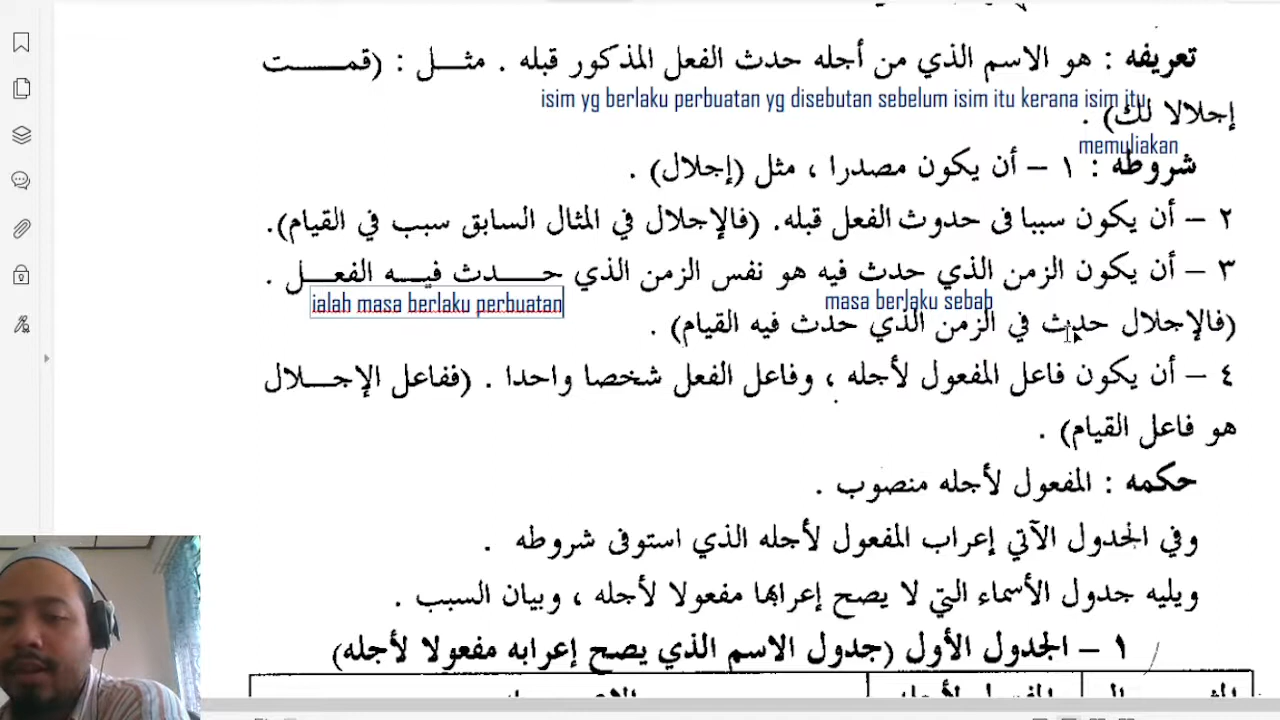 تعريفه : هو الاسم الذي من أجله حدث الفعل المذكور قبله . مثـل : (قمـت
isim yg berlaku perbuatan yg disebutan sebelum isim itu kerana isim itu
إجلالا لك) .
memuliakan
شروطه : ١ – أن يكون مصدرا ، مثل (إجلال) .
٢ – أن يكون سببا فى حدوث الفعل قبله. (فالإجلال في المثال السابق سبب في القيام).
٣ – أن يكون الزمن الذي حدث فيه هو نفس الزمن الذي حـدث فيـه الفعـل .
masa berlaku sebab ialah masa berlaku perbuatan
(فالإجلال حدث في الزمن الذي حدث فيه القيام) .
٤ – أن يكون فاعل المفعول لأجله ، وفاعل الفعل شخصا واحدا . (ففاعل الإجـلال
هو فاعل القيام) .
حكمه : المفعول لأجله منصوب .
وفي الجدول الآتي إعراب المفعول لأجله الذي استوفى شروطه .
ويليه جدول الأسماء التي لا يصح إعرابها مفعولا لأجله ، وبيان السبب .
١ – الجدول الأول (جدول الاسم الذي يصح إعرابه مفعولا لأجله)